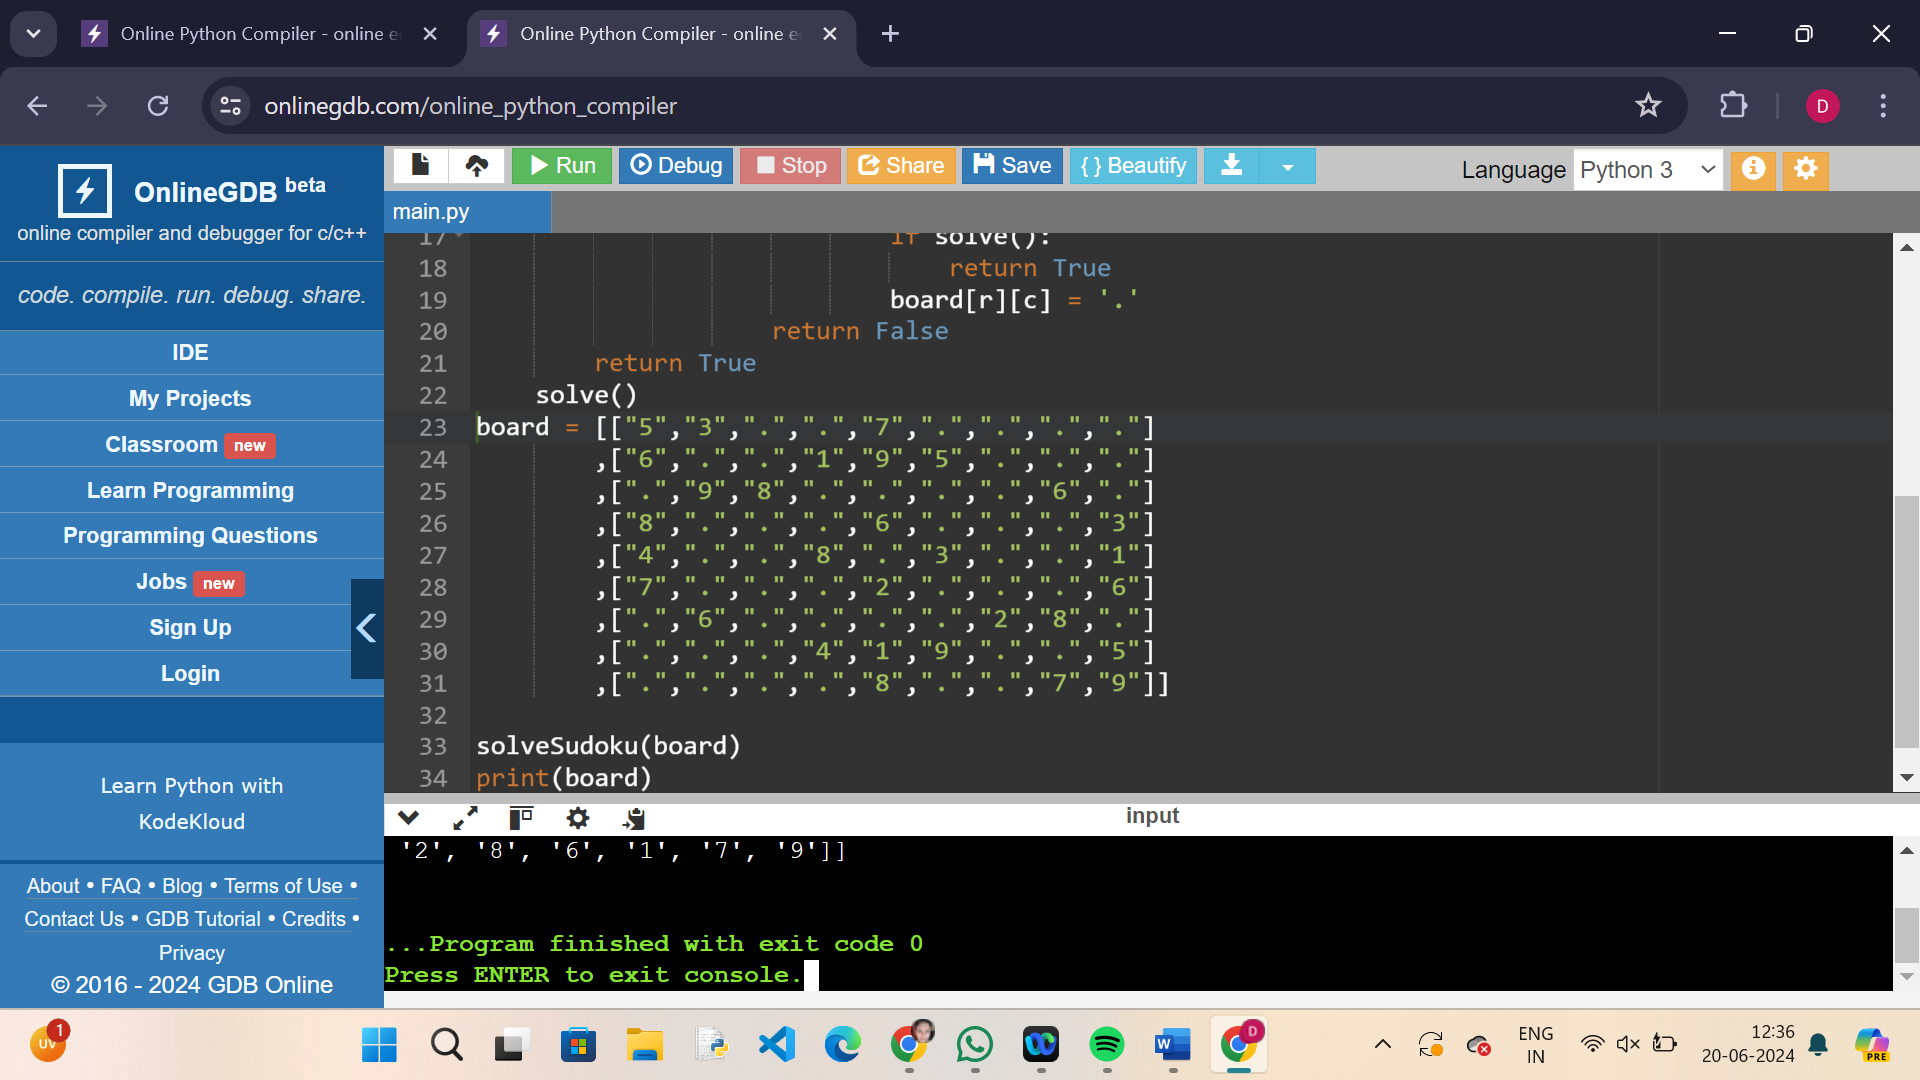 Online Python Compiler - online e
Online Python Compiler - online e
onlinegdb.com/online_python_compiler
D
OnlineGDB beta
online compiler and debugger for c/c++
code. compile. run. debug. share.
IDE
My Projects
Classroom new
Learn Programming
Programming Questions
Jobs new
Sign Up
Login
Learn Python with
KodeKloud
About • FAQ • Blog • Terms of Use •
Contact Us • GDB Tutorial • Credits •
Privacy
© 2016 - 2024 GDB Online
Run Debug Stop Share Save {} Beautify
Language Python 3
main.py
17 if solve():
18 return True
19 board[r][c] = '.'
20 return False
21 return True
22 solve()
23 board = [["5","3",".",".","7",".",".",".","."]
24 ,["6",".",".","1","9","5",".",".","."]
25 ,[".","9","8",".",".",".",".","6","."]
26 ,["8",".",".",".","6",".",".",".","3"]
27 ,["4",".",".","8",".","3",".",".","1"]
28 ,["7",".",".",".","2",".",".",".","6"]
29 ,[".","6",".",".",".",".","2","8","."]
30 ,[".",".",".","4","1","9",".",".","5"]
31 ,[".",".",".",".","8",".",".","7","9"]]
32
33 solveSudoku(board)
34 print(board)
input
'2', '8', '6', '1', '7', '9']]
...Program finished with exit code 0
Press ENTER to exit console.
UV 1
W
D
ENG
IN
12:36
20-06-2024
PRE